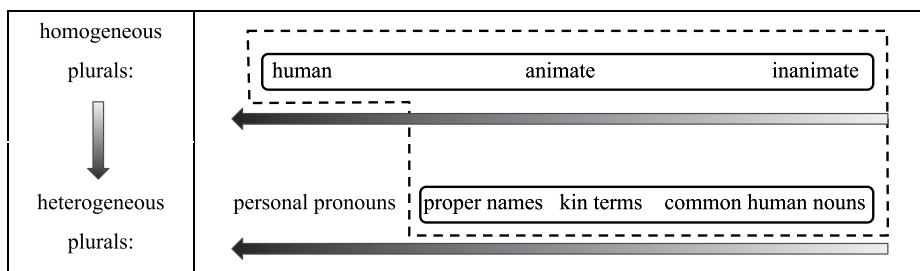 homogeneous
plurals:
human animate inanimate
heterogeneous
plurals:
personal pronouns proper names kin terms common human nouns